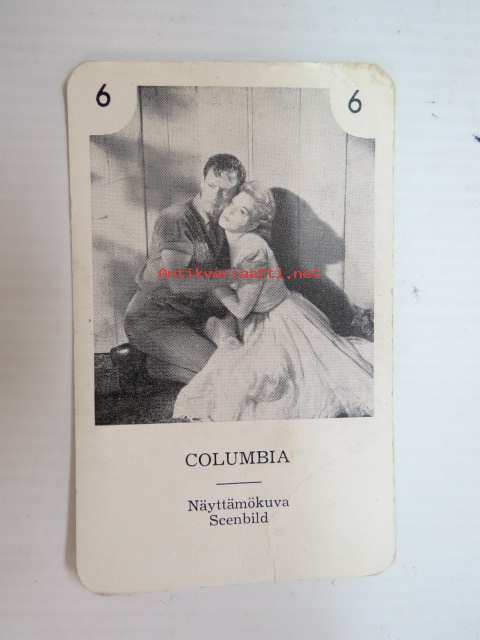 6
6
Antikvariaatti.net
COLUMBIA
Näyttämökuva
Scenbild